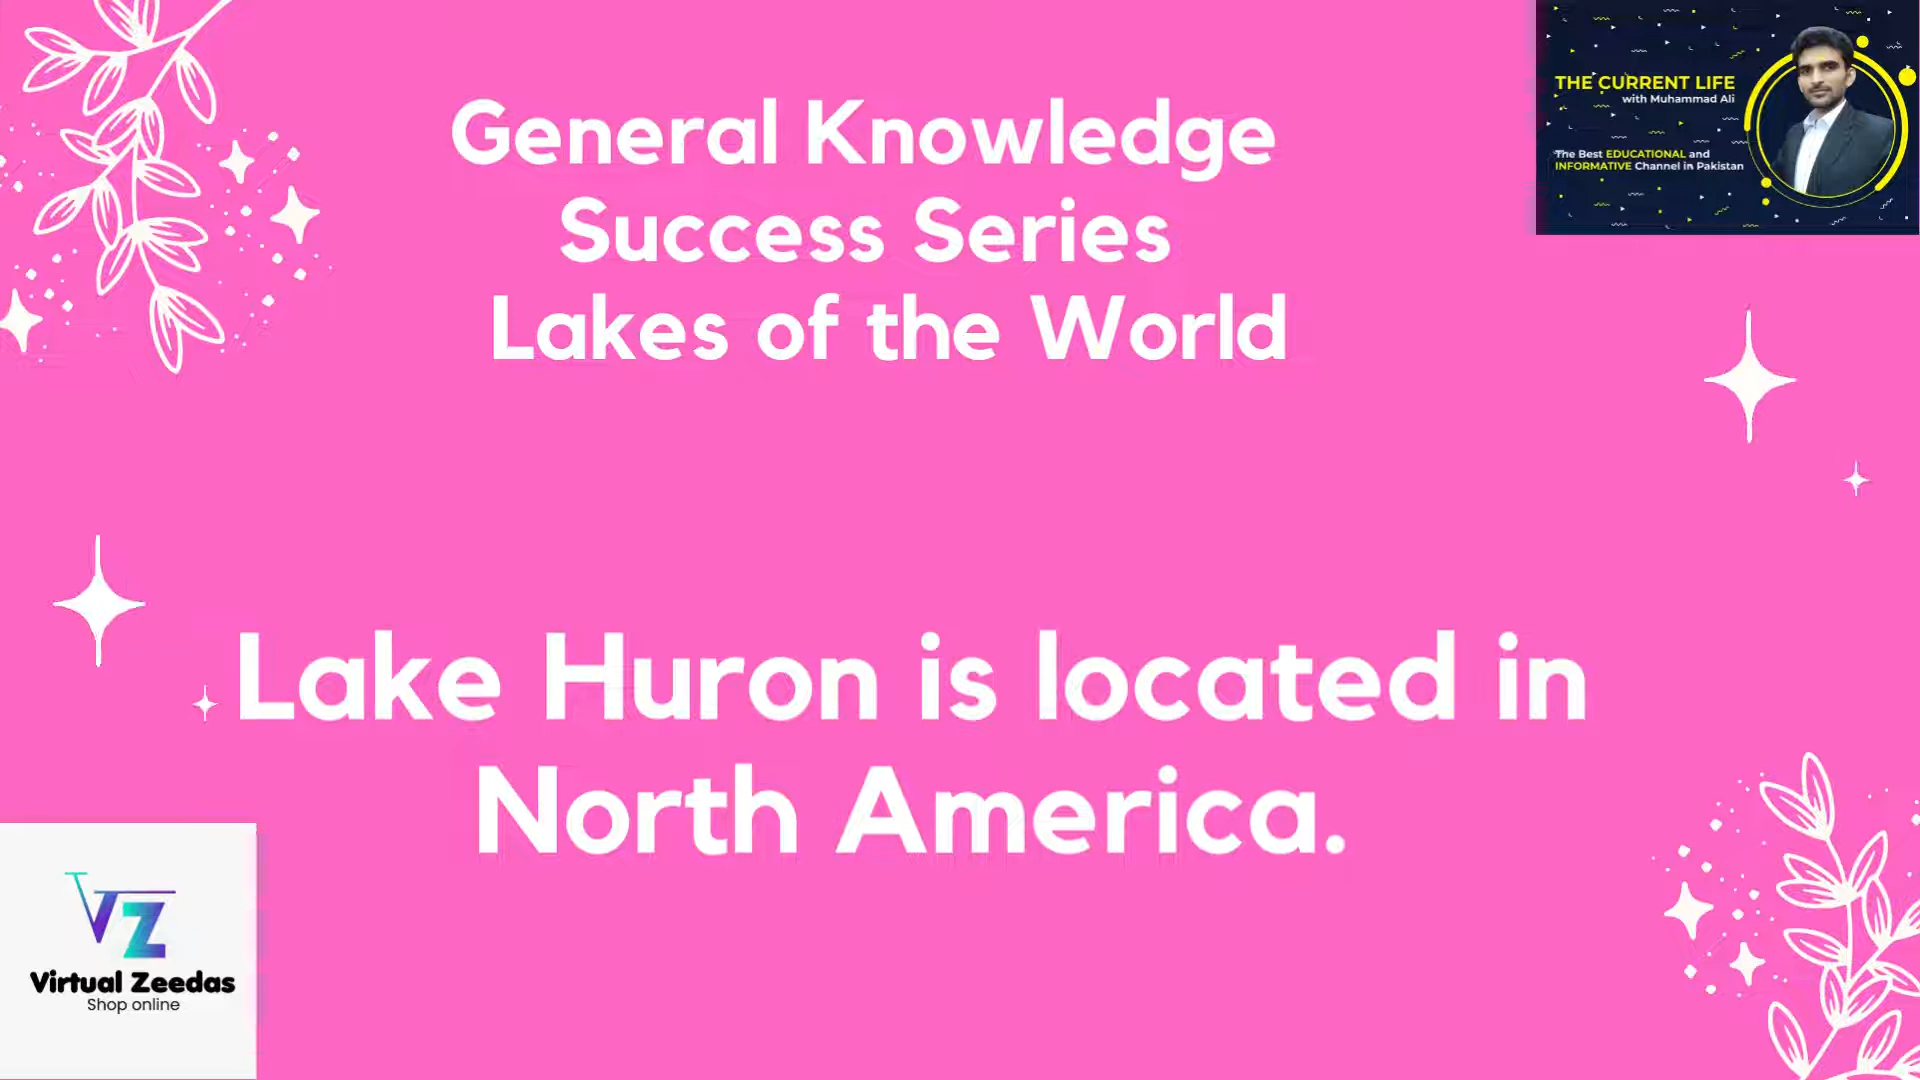 General Knowledge
Success Series
Lakes of the World
THE CURRENT LIFE
with Muhammad Ali
The Best EDUCATIONAL and
INFORMATIVE Channel in Pakistan
Lake Huron is located in
North America.
VZ
Virtual Zeedas
Shop online